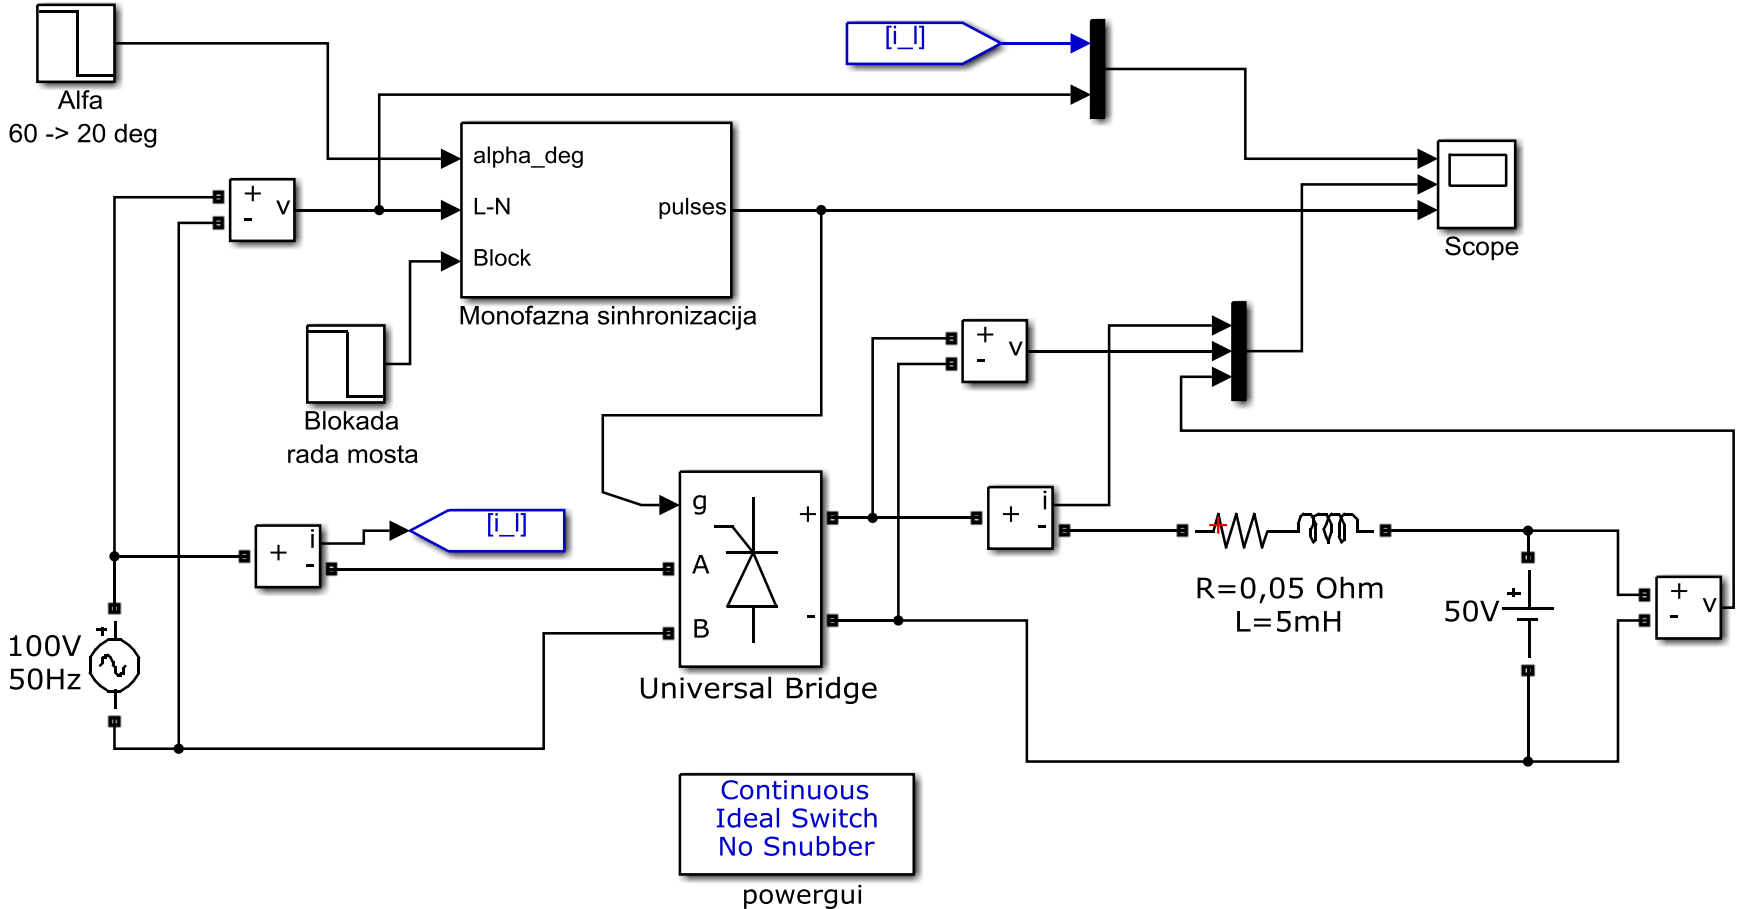 [i_l]
Alfa
60 -> 20 deg
alpha_deg
L-N
Block
pulses
Monofazna sinhronizacija
+
-
v
Scope
Blokada
rada mosta
+
-
v
[i_l]
+
i
-
g
A
B
+
-
Universal Bridge
+
i
-
R=0,05 Ohm
L=5mH
50V
+
+
-
v
100V
50Hz
+
Continuous
Ideal Switch
No Snubber
powergui